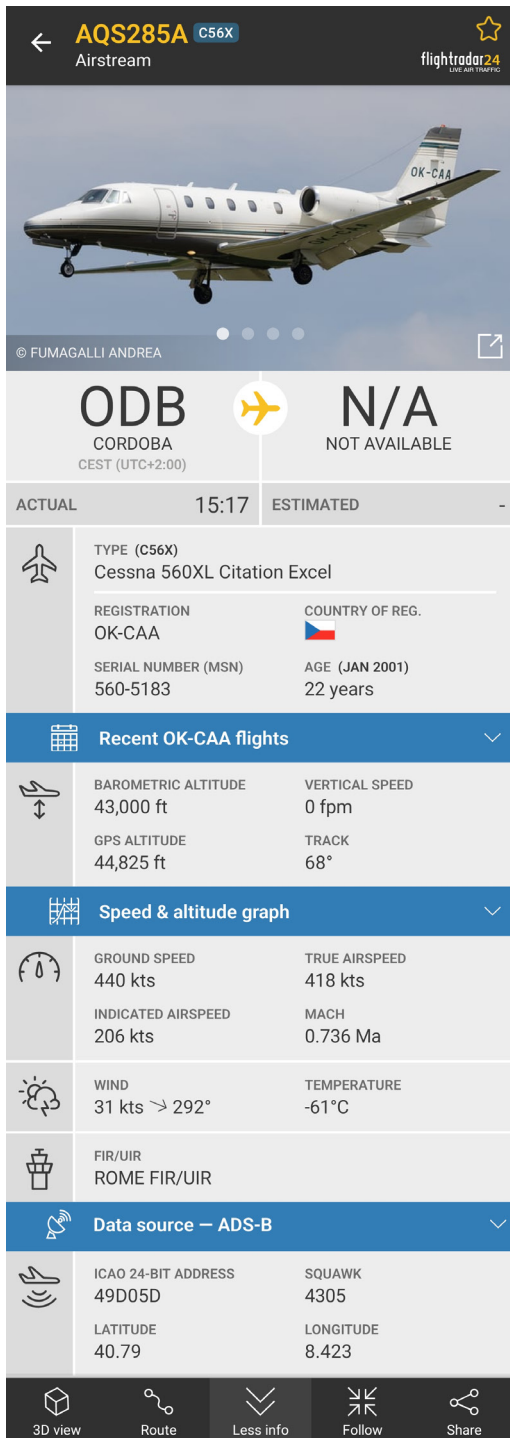 AQS285A C56X
Airstream
flightradar24
LIVE AIR TRAFFIC
OK-CAA
OK-CAA
© FUMAGALLI ANDREA
ODB N/A
CORDOBA NOT AVAILABLE
CEST (UTC+2:00)
ACTUAL 15:17 ESTIMATED -
TYPE (C56X)
Cessna 560XL Citation Excel
REGISTRATION COUNTRY OF REG.
OK-CAA
SERIAL NUMBER (MSN) AGE (JAN 2001)
560-5183 22 years
Recent OK-CAA flights
BAROMETRIC ALTITUDE VERTICAL SPEED
43,000 ft 0 fpm
GPS ALTITUDE TRACK
44,825 ft 68°
Speed & altitude graph
GROUND SPEED TRUE AIRSPEED
440 kts 418 kts
INDICATED AIRSPEED MACH
206 kts 0.736 Ma
WIND TEMPERATURE
31 kts 292° -61°C
FIR/UIR
ROME FIR/UIR
Data source — ADS-B
ICAO 24-BIT ADDRESS SQUAWK
49D05D 4305
LATITUDE LONGITUDE
40.79 8.423
3D view Route Less info Follow Share